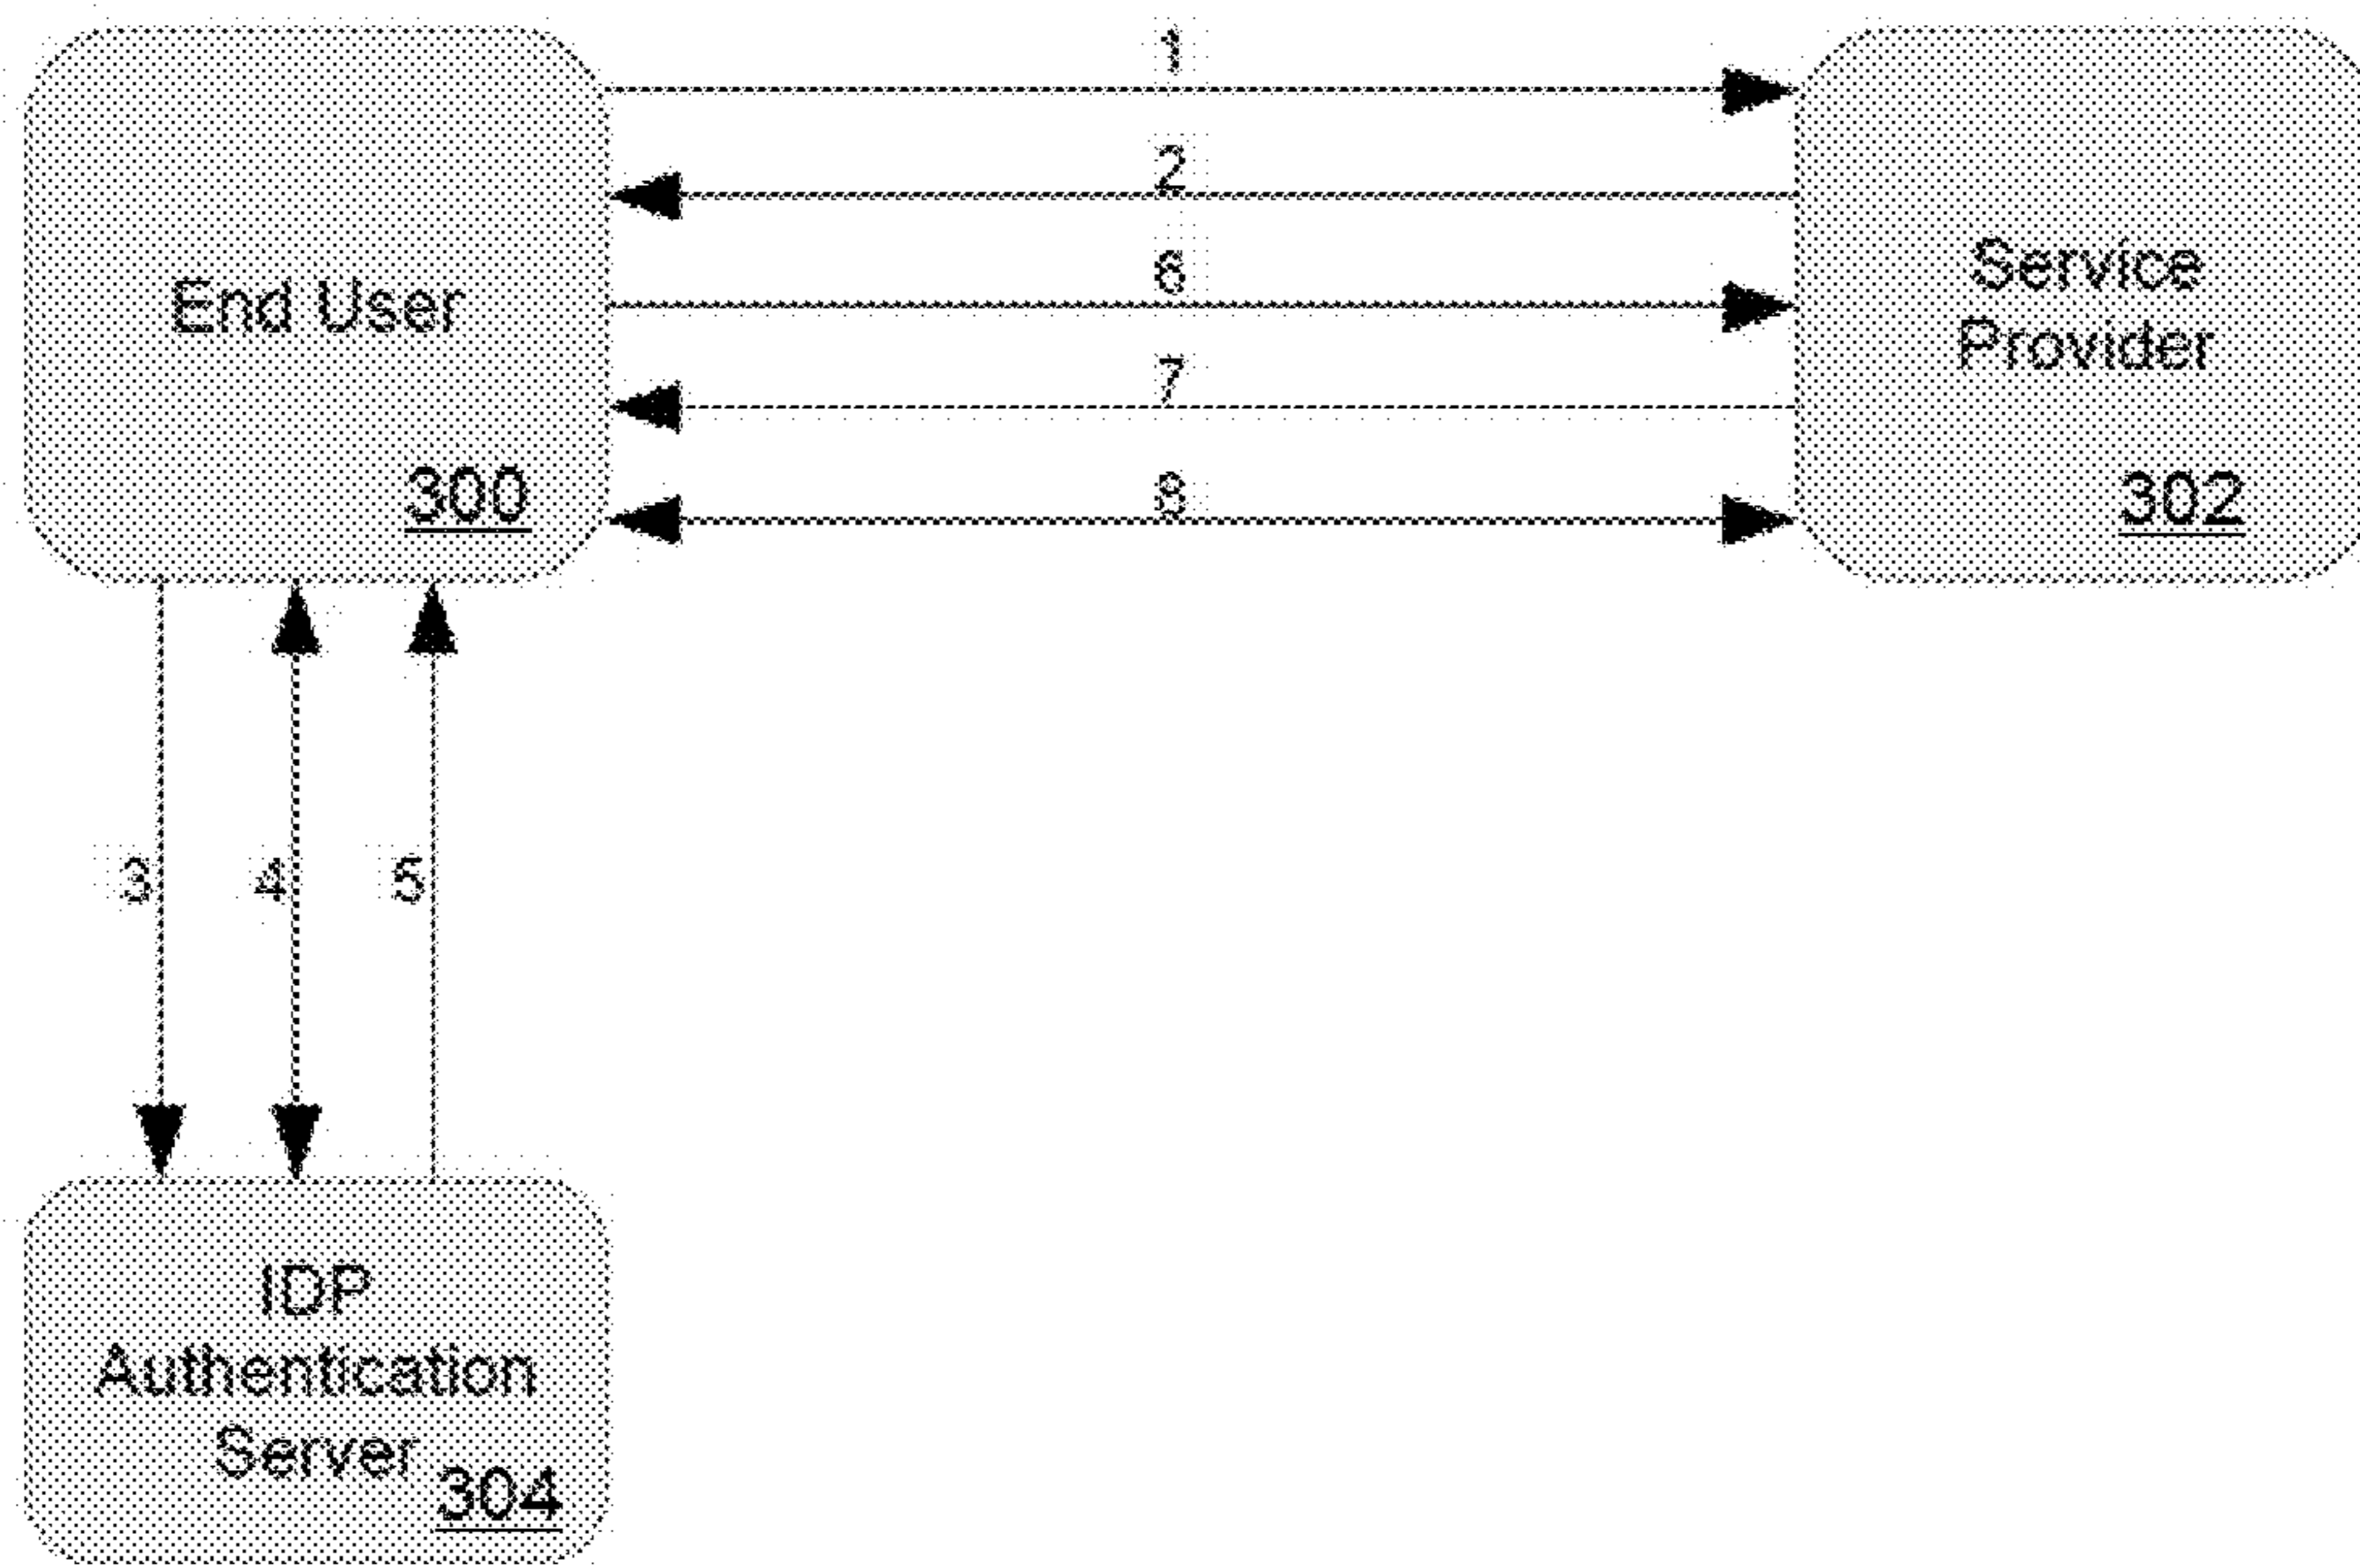 1
2
6
7
8
End User
300
Service
Provider
302
3
4
5
IDP
Authentication
Server
304